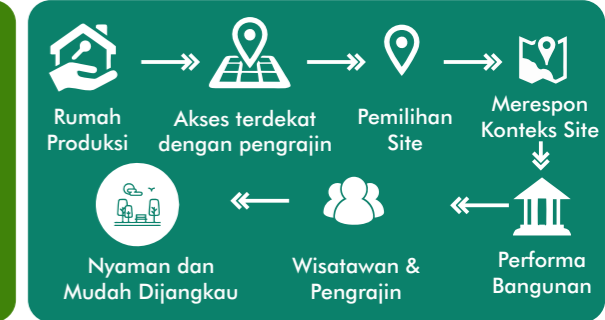 Rumah
Produksi
Akses terdekat
dengan pengrajin
Pemilihan
Site
Merespon
Konteks Site
Performa
Bangunan
Wisatawan &
Pengrajin
Nyaman dan
Mudah Dijangkau